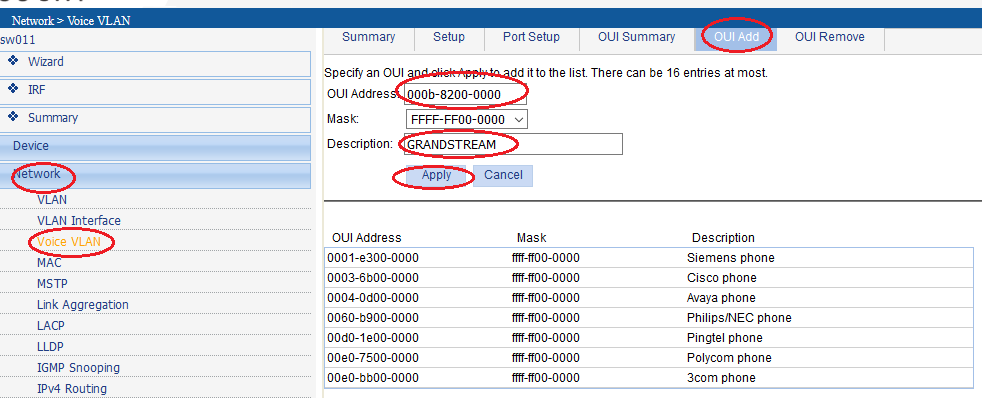 Network > Voice VLAN
sw011
Wizard
IRF
Summary
Device
Network
VLAN
VLAN Interface
Voice VLAN
MAC
MSTP
Link Aggregation
LACP
LLDP
IGMP Snooping
IPv4 Routing
Summary Setup Port Setup OUI Summary OUI Add OUI Remove
Specify an OUI and click Apply to add it to the list. There can be 16 entries at most.
OUI Address: 000b-8200-0000
Mask: FFFF-FF00-0000
Description: GRANDSTREAM
Apply Cancel
OUI Address Mask Description
0001-e300-0000 ffff-ff00-0000 Siemens phone
0003-6b00-0000 ffff-ff00-0000 Cisco phone
0004-0d00-0000 ffff-ff00-0000 Avaya phone
0060-b900-0000 ffff-ff00-0000 Philips/NEC phone
00d0-1e00-0000 ffff-ff00-0000 Pingtel phone
00e0-7500-0000 ffff-ff00-0000 Polycom phone
00e0-bb00-0000 ffff-ff00-0000 3com phone